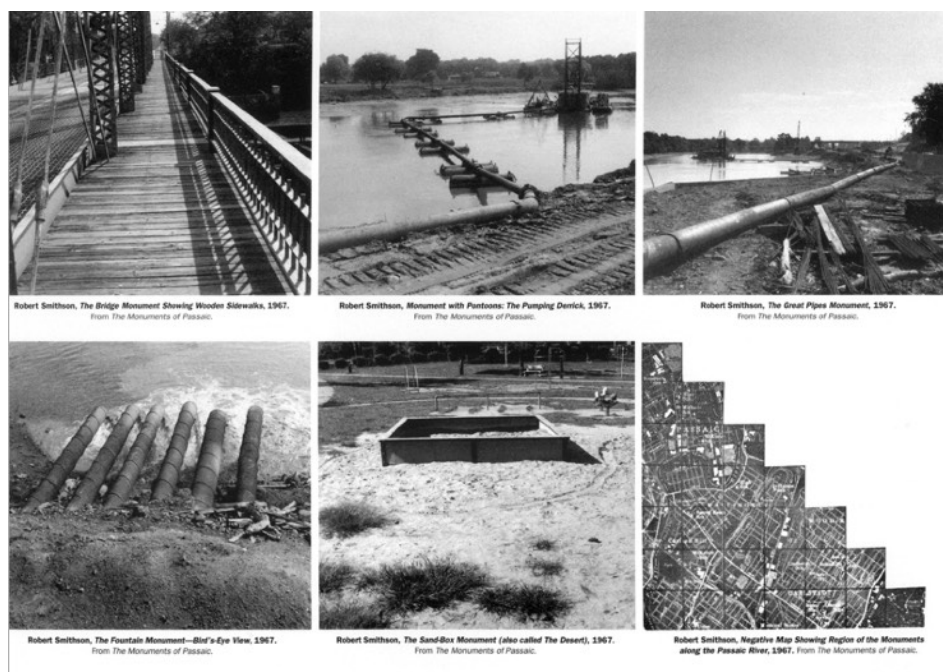 Robert Smithson, The Bridge Monument Showing Wooden Sidewalks, 1967.
From The Monuments of Passaic.
Robert Smithson, Monument with Pontoons: The Pumping Derrick, 1967.
From The Monuments of Passaic.
Robert Smithson, The Great Pipes Monument, 1967.
From The Monuments of Passaic.
Robert Smithson, The Fountain Monument—Bird's-Eye View, 1967.
From The Monuments of Passaic.
Robert Smithson, The Sand-Box Monument (also called The Desert), 1967.
From The Monuments of Passaic.
Robert Smithson, Negative Map Showing Region of the Monuments
along the Passaic River, 1967. From The Monuments of Passaic.